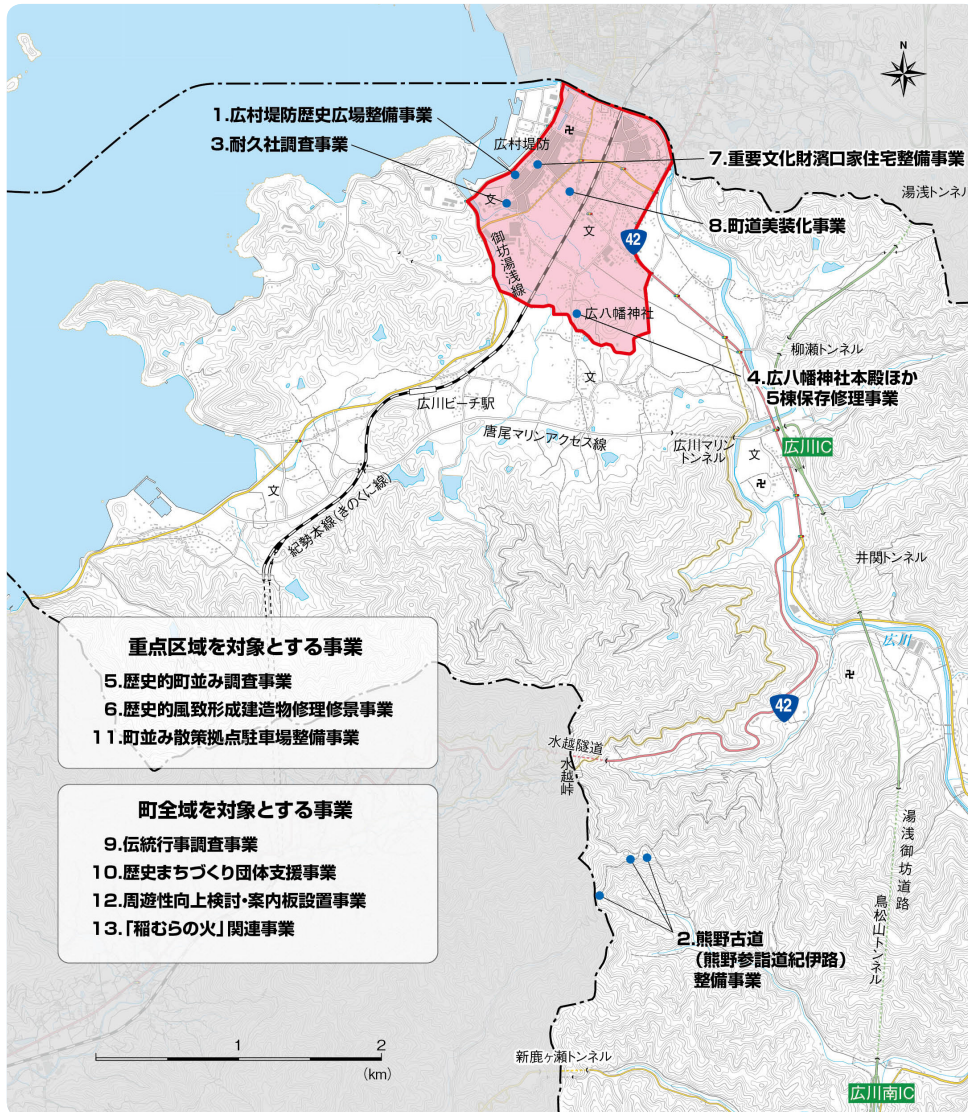 N
1.広村堤防歴史広場整備事業
3.耐久社調査事業
広村堤防
卍
7.重要文化財濱口家住宅整備事業
湯浅トンネル
文
8.町道美装化事業
文
42
御坊湯浅線
広八幡神社
柳瀬トンネル
4.広八幡神社本殿ほか
5棟保存修理事業
文
広川ビーチ駅
唐尾マリンアクセス線
広川マリン
トンネル
文
広川IC
卍
文
紀勢本線(きのくに線)
井関トンネル
広川
卍
重点区域を対象とする事業
5.歴史的町並み調査事業
6.歴史的風致形成建造物修理修景事業
11.町並み散策拠点駐車場整備事業
42
水越隧道
水越峠
町全域を対象とする事業
9.伝統行事調査事業
10.歴史まちづくり団体支援事業
12.周遊性向上検討・案内板設置事業
13.「稲むらの火」関連事業
湯浅御坊道路
鳥松山トンネル
2.熊野古道
(熊野参詣道紀伊路)
整備事業
1
2
(km)
新鹿ヶ瀬トンネル
広川南IC